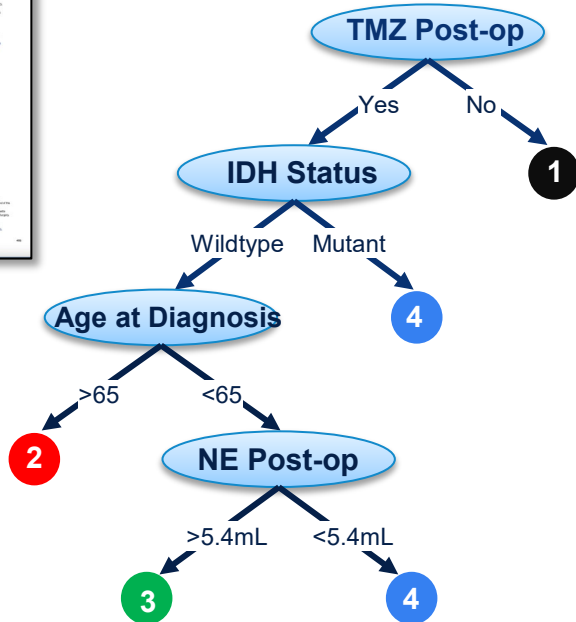 TMZ Post-op
Yes
No
IDH Status
1
Wildtype
Mutant
Age at Diagnosis
4
>65
<65
2
NE Post-op
>5.4mL
<5.4mL
3
4